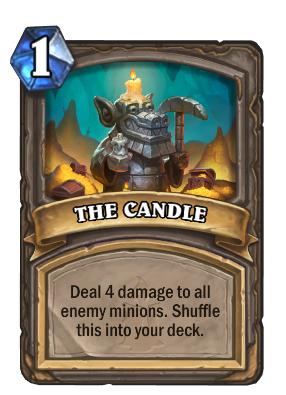 1
THE CANDLE
Deal 4 damage to all
enemy minions. Shuffle
this into your deck.